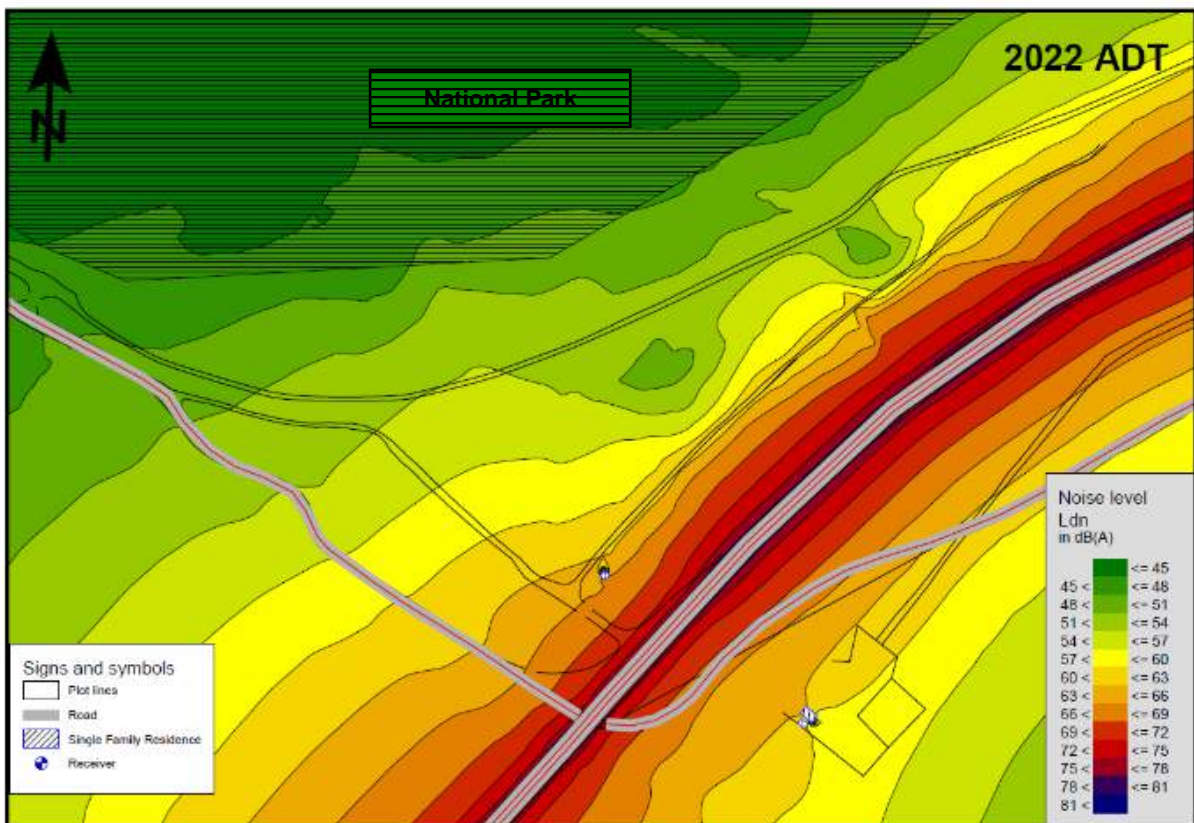 2022 ADT
National Park
N
Signs and symbols
Plot lines
Road
Single Family Residence
Receiver
Noise level
Ldn
in dB(A)
<= 45
45 < <= 48
48 < <= 51
51 < <= 54
54 < <= 57
57 < <= 60
60 < <= 63
63 < <= 66
66 < <= 69
69 < <= 72
72 < <= 75
75 < <= 78
78 < <= 81
81 <